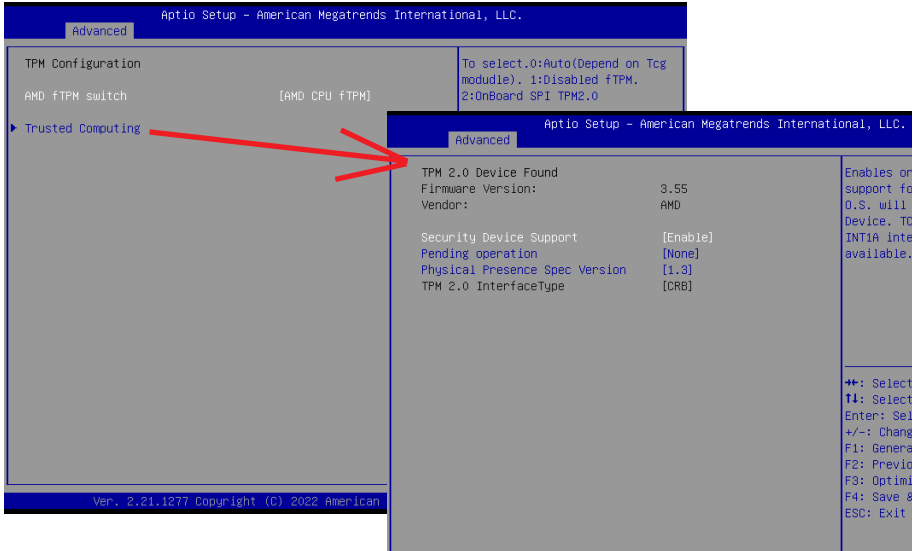 Aptio Setup – American Megatrends International, LLC.
Advanced
TPM Configuration
AMD fTPM switch [AMD CPU fTPM]
Trusted Computing
To select.0:Auto(Depend on Tcg
modudle). 1:Disabled fTPM.
2:OnBoard SPI TPM2.0
Ver. 2.21.1277 Copyright (C) 2022 American
Aptio Setup – American Megatrends International, LLC.
Advanced
TPM 2.0 Device Found
Firmware Version: 3.55
Vendor: AMD
Security Device Support [Enable]
Pending operation [None]
Physical Presence Spec Version [1.3]
TPM 2.0 InterfaceType [CRB]
Enables or
support fo
O.S. will
Device. TC
INT1A inte
available.
→←: Select
↑↓: Select
Enter: Sel
+/-: Chang
F1: Genera
F2: Previo
F3: Optimi
F4: Save &
ESC: Exit